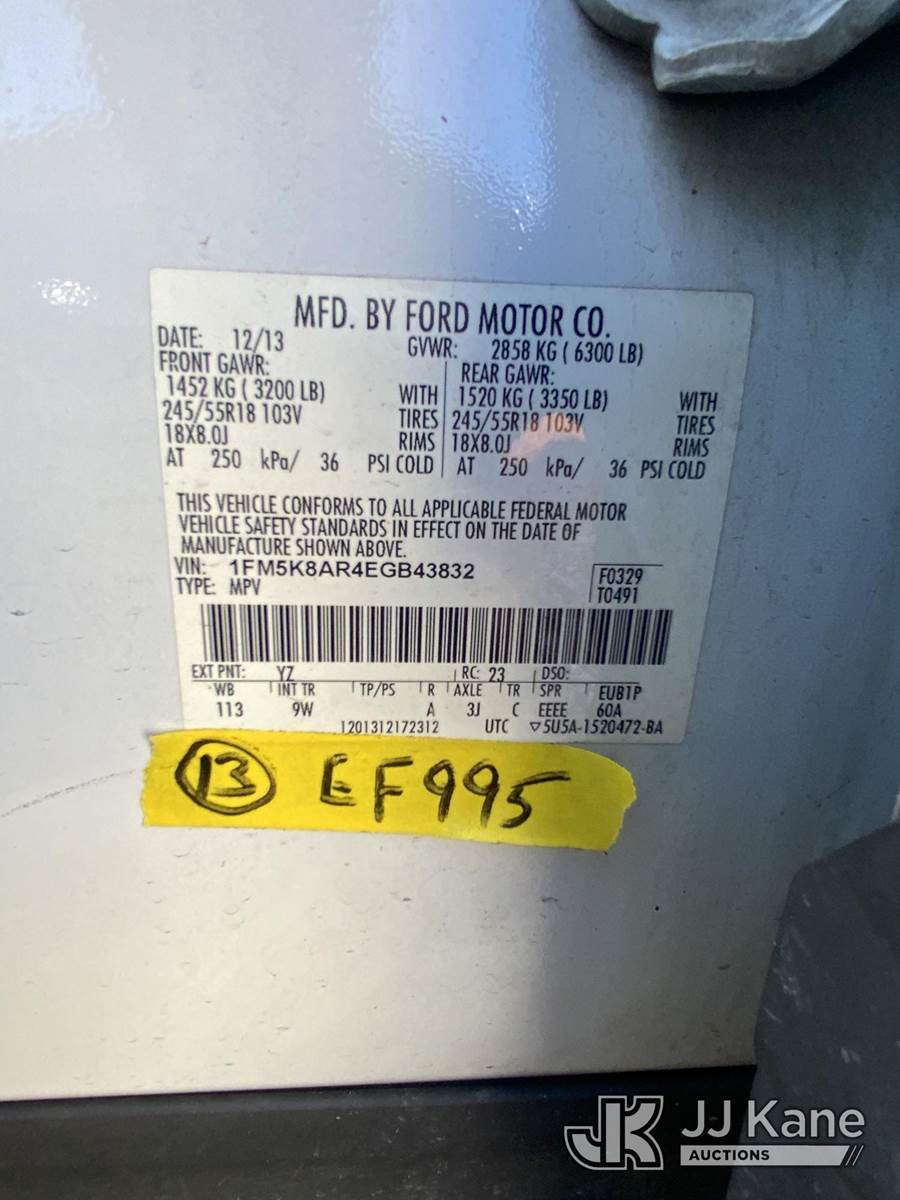 MFD. BY FORD MOTOR CO.
DATE: 12/13 GVWR: 2858 KG ( 6300 LB)
FRONT GAWR: REAR GAWR:
1452 KG ( 3200 LB) WITH 1520 KG ( 3350 LB) WITH
245/55R18 103V TIRES 245/55R18 103V TIRES
18X8.0J RIMS 18X8.0J RIMS
AT 250 kPa/ 36 PSI COLD AT 250 kPa/ 36 PSI COLD
THIS VEHICLE CONFORMS TO ALL APPLICABLE FEDERAL MOTOR
VEHICLE SAFETY STANDARDS IN EFFECT ON THE DATE OF
MANUFACTURE SHOWN ABOVE.
VIN: 1FM5K8AR4EGB43832 F0329
TYPE: MPV T0491
EXT PNT: YZ RC: 23 DSO:
WB INT TR TP/PS R AXLE TR SPR EUB1P
113 9W A 3J C EEEE 60A
1201312172312 UTC ▽5U5A-1520472-BA
13 EF995
JK JJ Kane
AUCTIONS